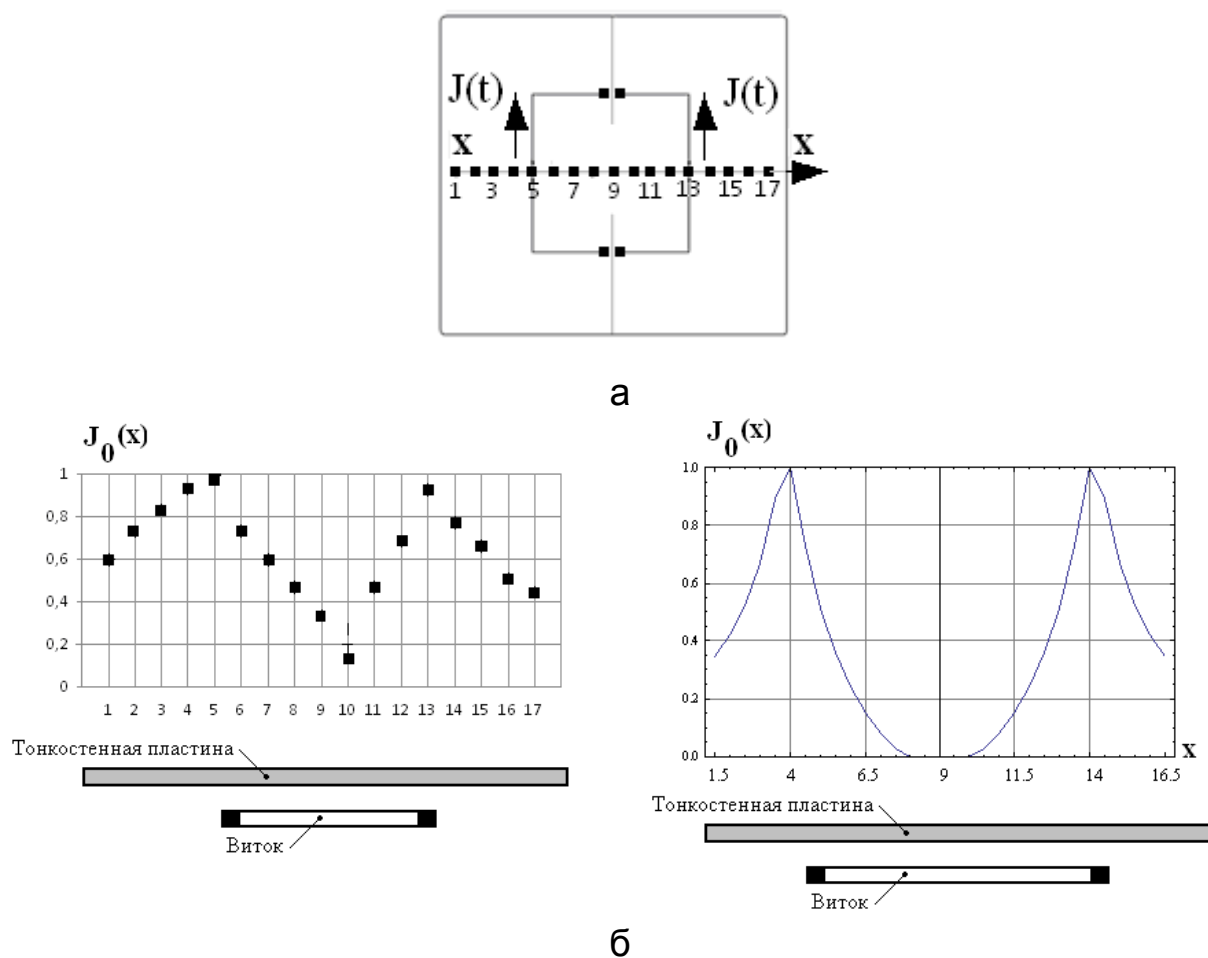 J(t) J(t)
X X
1 3 5 7 9 11 13 15 17
а
J0(x)
1
0,8
0,6
0,4
0,2
0
1 2 3 4 5 6 7 8 9 10 11 12 13 14 15 16 17
Тонкостенная пластина
Виток
J0(x)
1.0
0.8
0.6
0.4
0.2
0.0
1.5 4 6.5 9 11.5 14 16.5
X
Тонкостенная пластина
Виток
б